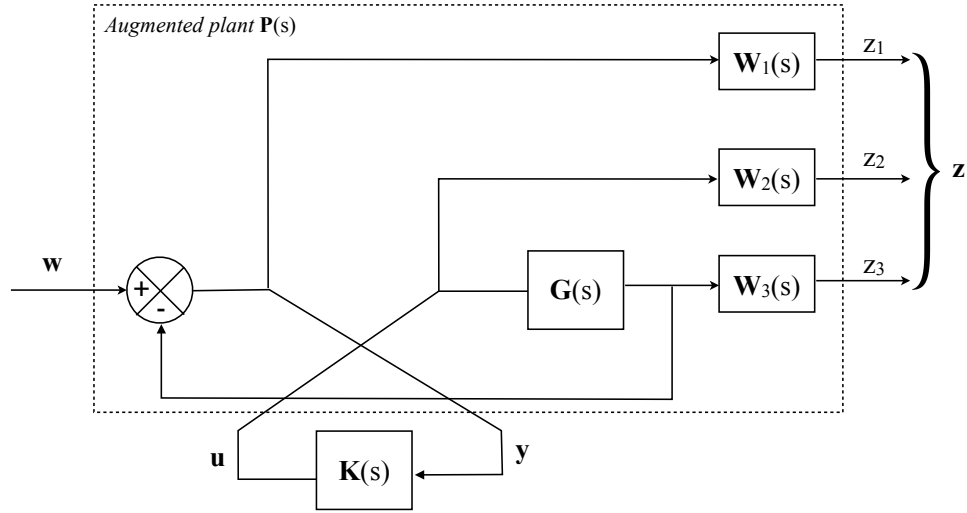 Augmented plant P(s)
W₁(s)
z₁
W₂(s)
z₂
z
w
+
-
G(s)
W₃(s)
z₃
u
K(s)
y